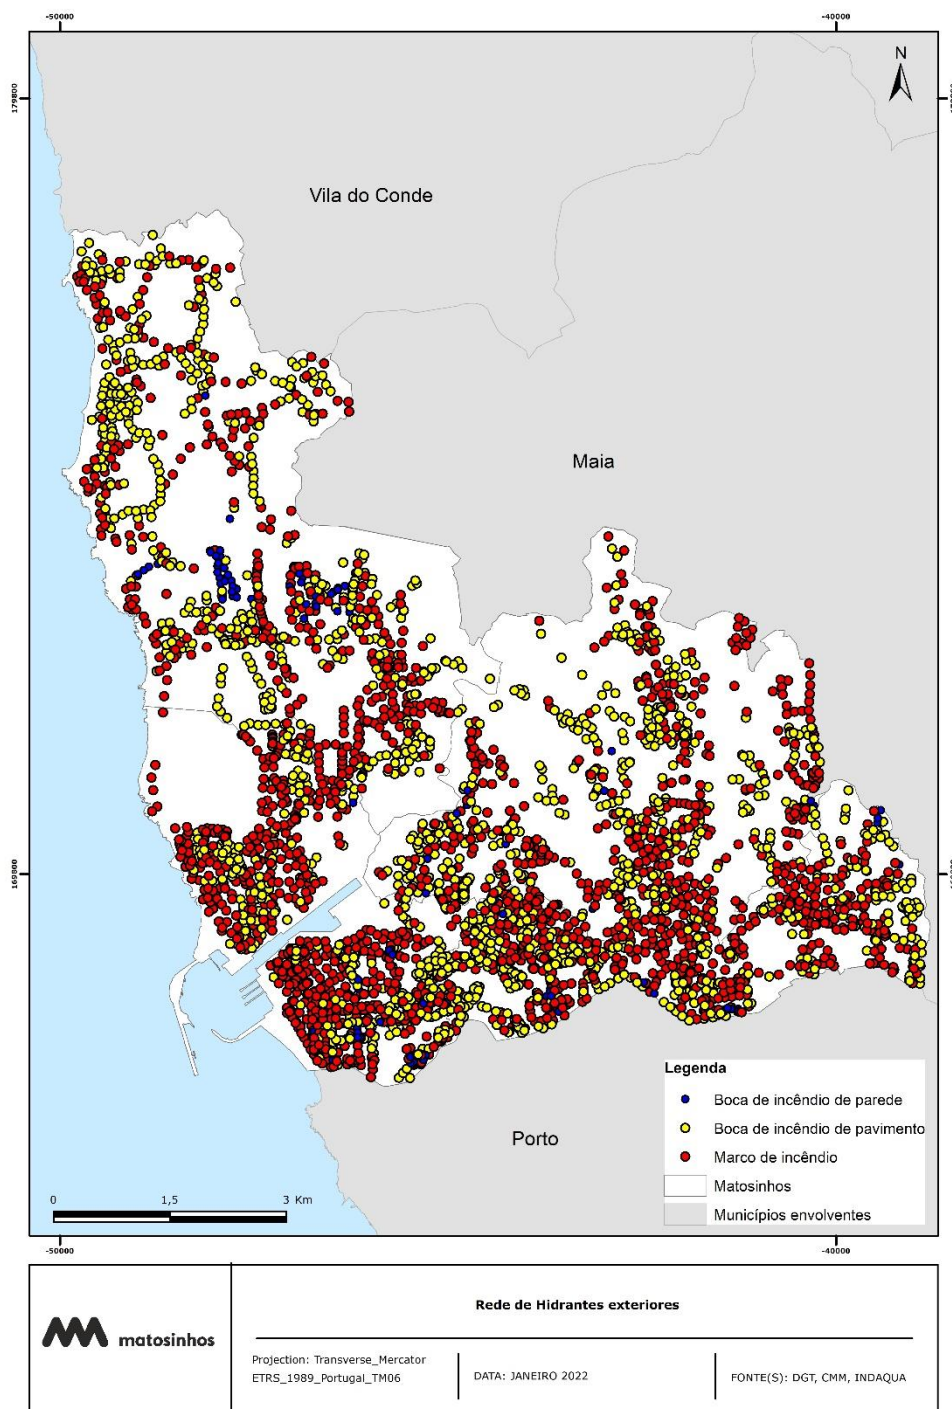 -50000
-40000
179800
N
Vila do Conde
Maia
169800
Legenda
Boca de incêndio de parede
Boca de incêndio de pavimento
Marco de incêndio
Matosinhos
Municípios envolventes
Porto
0
1,5
3 Km
-50000
-40000
Rede de Hidrantes exteriores
matosinhos
Projection: Transverse_Mercator
ETRS_1989_Portugal_TM06
DATA: JANEIRO 2022
FONTE(S): DGT, CMM, INDAQUA